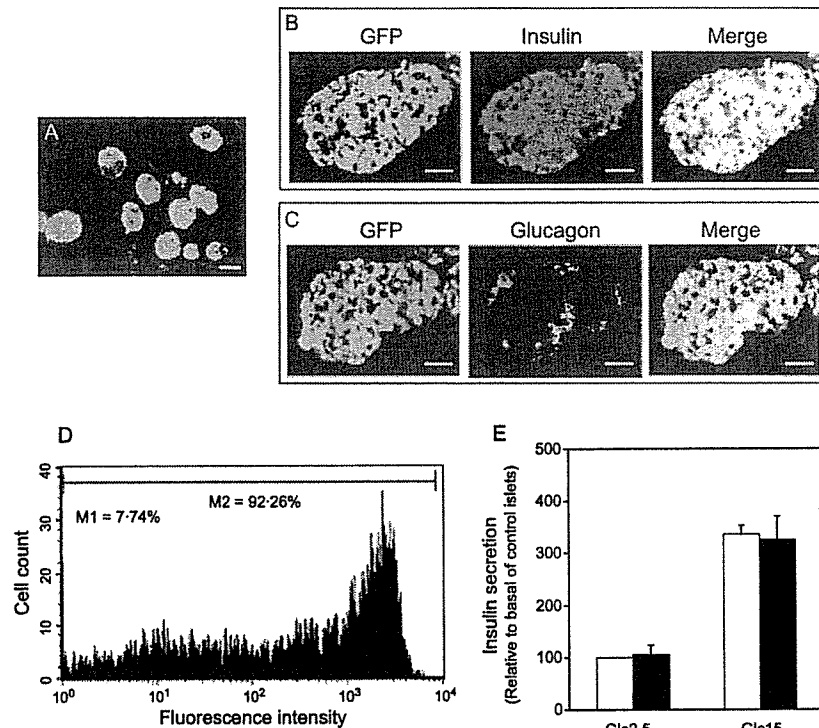 A
B
GFP Insulin Merge
C
GFP Glucagon Merge
D
40
30
20
10
0
M1 = 7·74%
M2 = 92·26%
Cell count
10⁰ 10¹ 10² 10³ 10⁴
Fluorescence intensity
E
500
400
300
200
100
Insulin secretion
(Relative to basal of control islets)